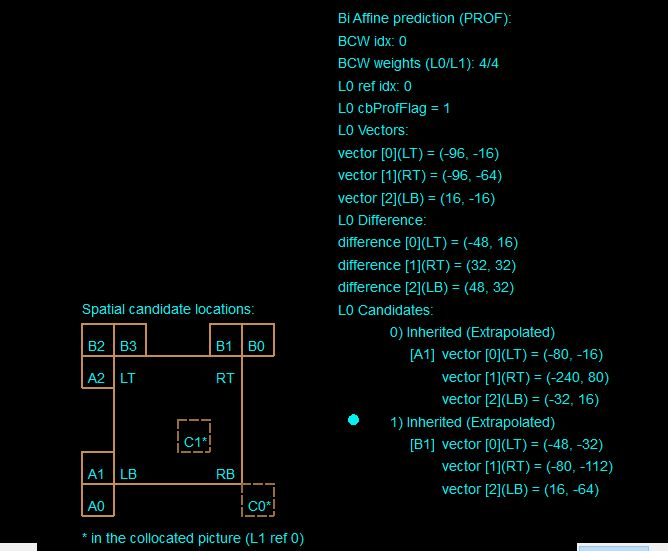 Bi Affine prediction (PROF):
BCW idx: 0
BCW weights (L0/L1): 4/4
L0 ref idx: 0
L0 cbProfFlag = 1
L0 Vectors:
vector [0](LT) = (-96, -16)
vector [1](RT) = (-96, -64)
vector [2](LB) = (16, -16)
L0 Difference:
difference [0](LT) = (-48, 16)
difference [1](RT) = (32, 32)
difference [2](LB) = (48, 32)
L0 Candidates:
0) Inherited (Extrapolated)
[A1] vector [0](LT) = (-80, -16)
vector [1](RT) = (-240, 80)
vector [2](LB) = (-32, 16)
1) Inherited (Extrapolated)
[B1] vector [0](LT) = (-48, -32)
vector [1](RT) = (-80, -112)
vector [2](LB) = (16, -64)
Spatial candidate locations:
B2 B3 B1 B0
A2 LT RT
C1*
A1 LB RB
A0 C0*
* in the collocated picture (L1 ref 0)